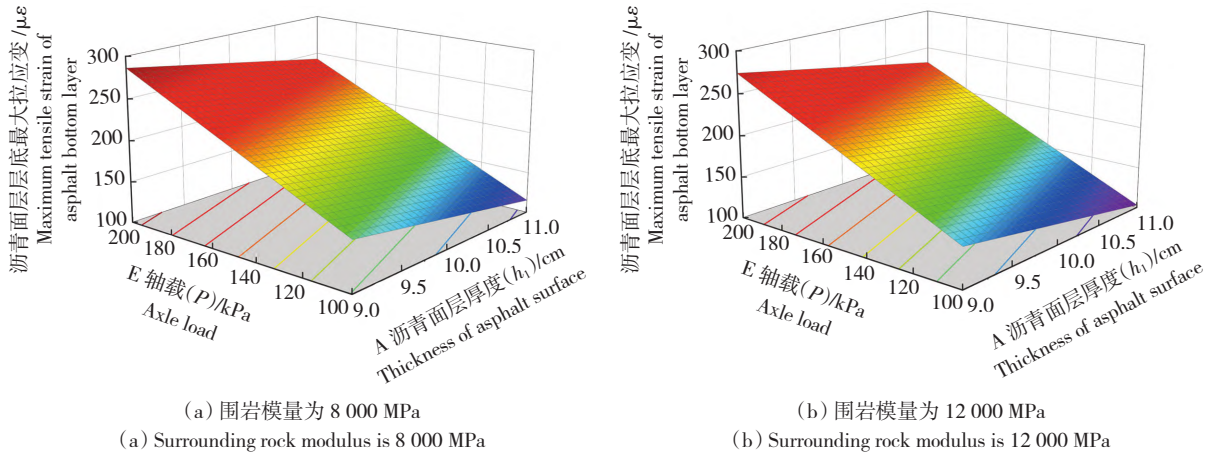 沥青面层层底最大拉应变/με
Maximum tensile strain of
asphalt bottom layer
300
250
200
150
100
200
180
160
140
120
100
E 轴载(P)/kPa
Axle load
9.0
9.5
10.0
10.5
11.0
A 沥青面层厚度(h₁)/cm
Thickness of asphalt surface
(a) 围岩模量为 8 000 MPa
(a) Surrounding rock modulus is 8 000 MPa
沥青面层层底最大拉应变/με
Maximum tensile strain of
asphalt bottom layer
300
250
200
150
100
200
180
160
140
120
100
E 轴载(P)/kPa
Axle load
9.0
9.5
10.0
10.5
11.0
A 沥青面层厚度(h₁)/cm
Thickness of asphalt surface
(b) 围岩模量为 12 000 MPa
(b) Surrounding rock modulus is 12 000 MPa